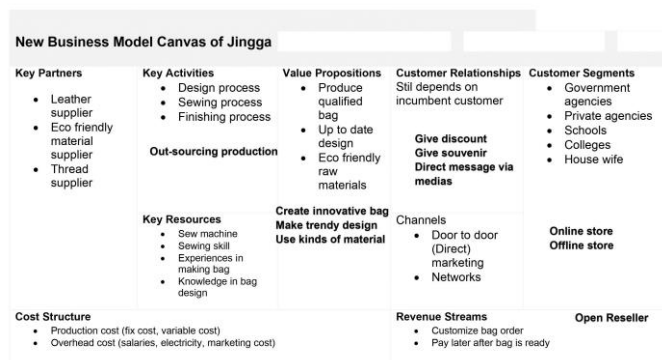 New Business Model Canvas of Jingga
Key Partners
• Leather
supplier
• Eco friendly
material
supplier
• Thread
supplier
Key Activities
• Design process
• Sewing process
• Finishing process
Out-sourcing production
Key Resources
• Sew machine
• Sewing skill
• Experiences in
making bag
• Knowledge in bag
design
Value Propositions
• Produce
qualified
bag
• Up to date
design
• Eco friendly
raw
materials
Create innovative bag
Make trendy design
Use kinds of material
Customer Relationships
Stil depends on
incumbent customer
Give discount
Give souvenir
Direct message via
medias
Channels
• Door to door
(Direct)
marketing
• Networks
Customer Segments
• Government
agencies
• Private agencies
• Schools
• Colleges
• House wife
Online store
Offline store
Cost Structure
• Production cost (fix cost, variable cost)
• Overhead cost (salaries, electricity, marketing cost)
Revenue Streams
• Customize bag order
• Pay later after bag is ready
Open Reseller